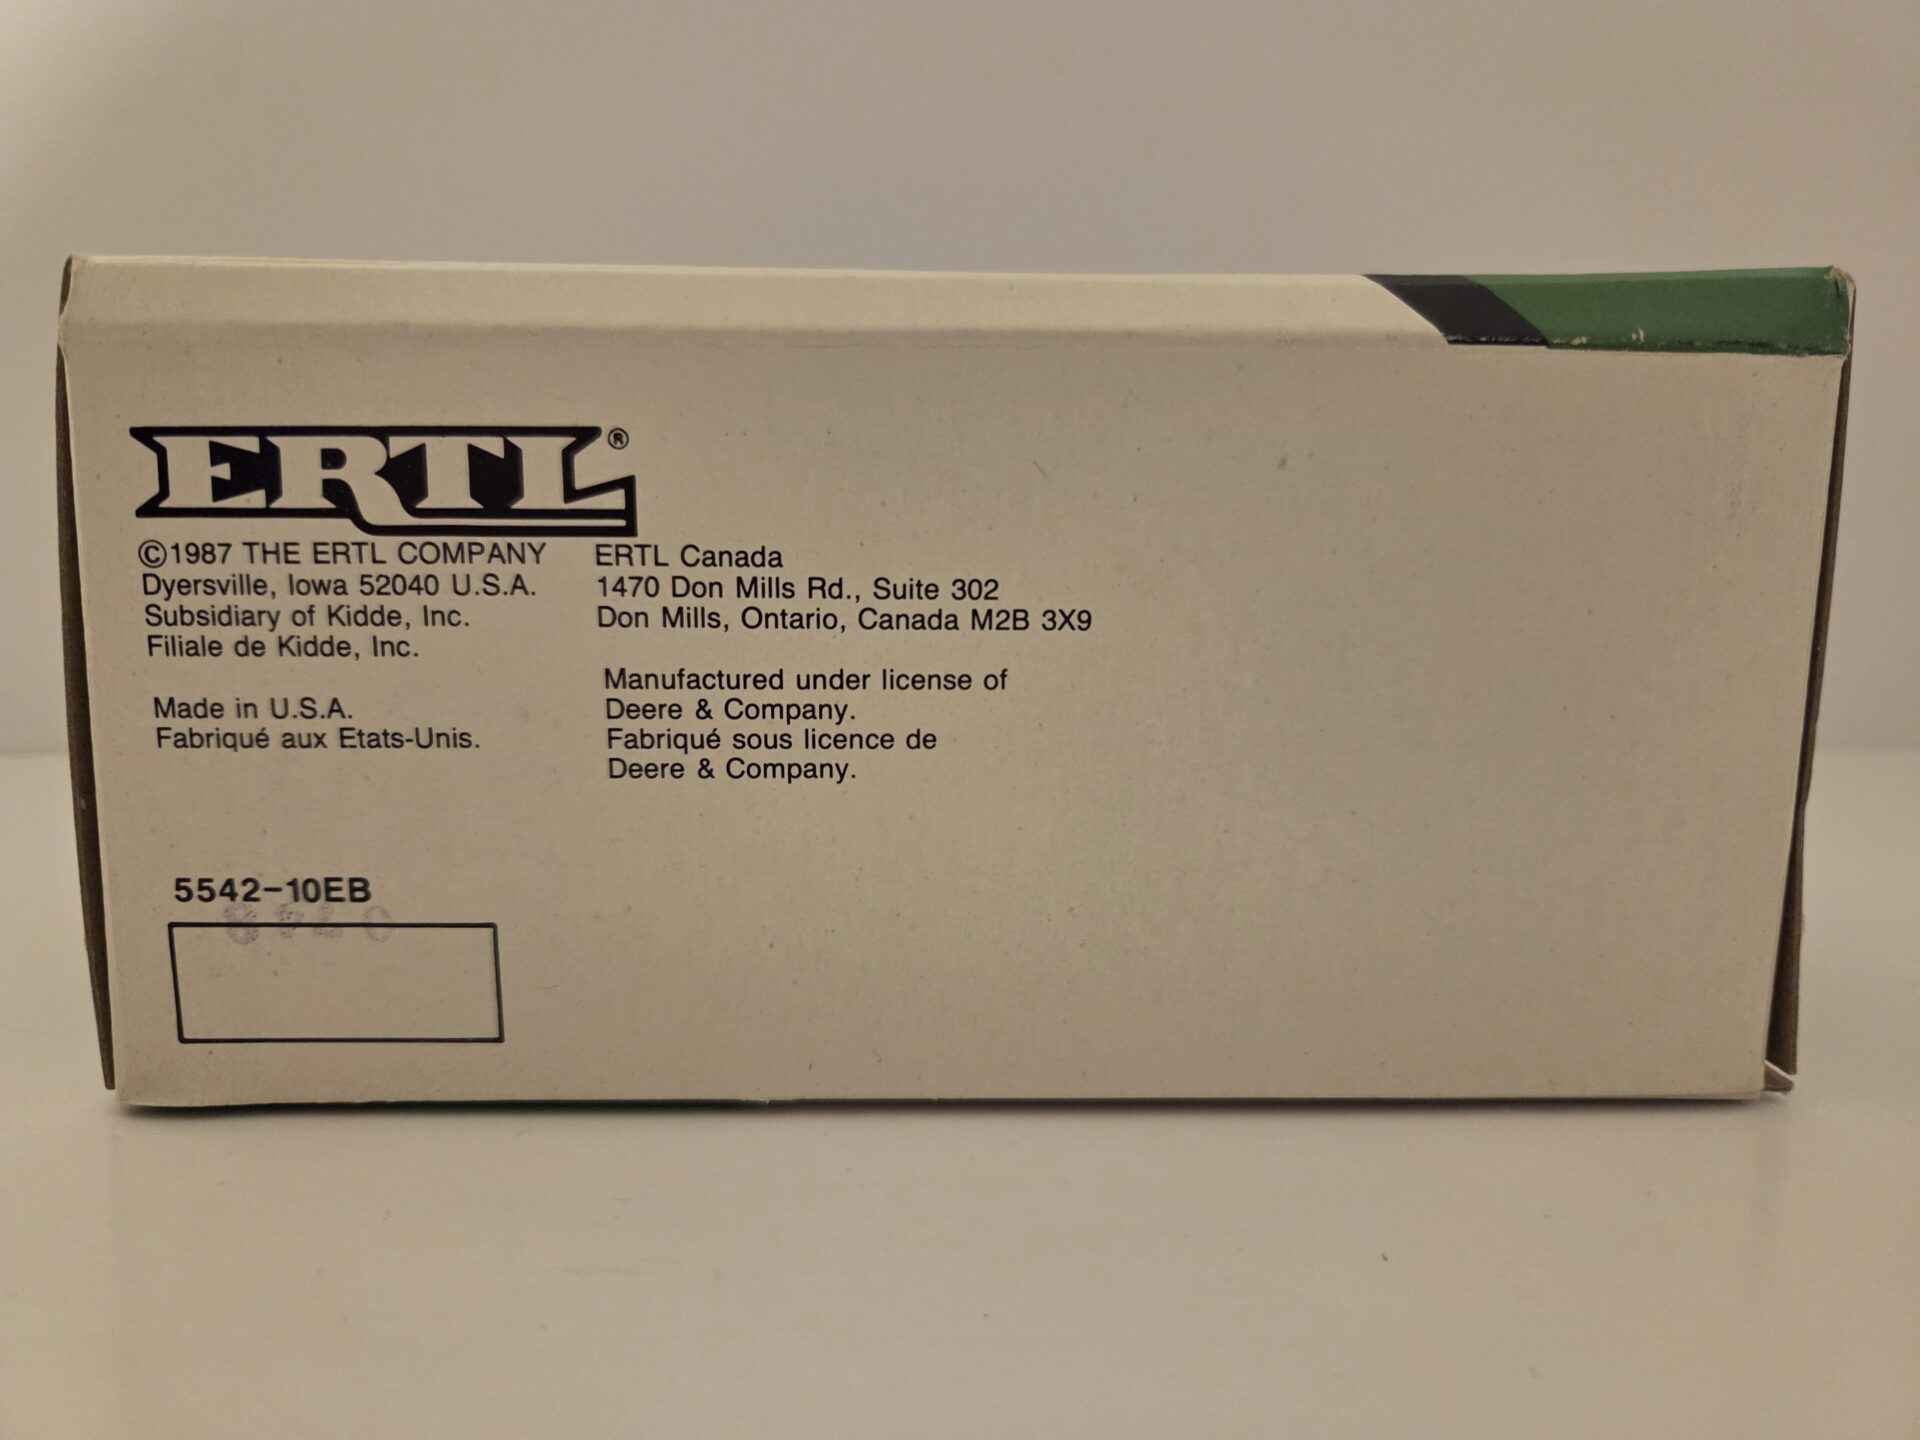 ERTL®
©1987 THE ERTL COMPANY
Dyersville, Iowa 52040 U.S.A.
Subsidiary of Kidde, Inc.
Filiale de Kidde, Inc.
Made in U.S.A.
Fabriqué aux Etats-Unis.
ERTL Canada
1470 Don Mills Rd., Suite 302
Don Mills, Ontario, Canada M2B 3X9
Manufactured under license of
Deere & Company.
Fabriqué sous licence de
Deere & Company.
5542-10EB